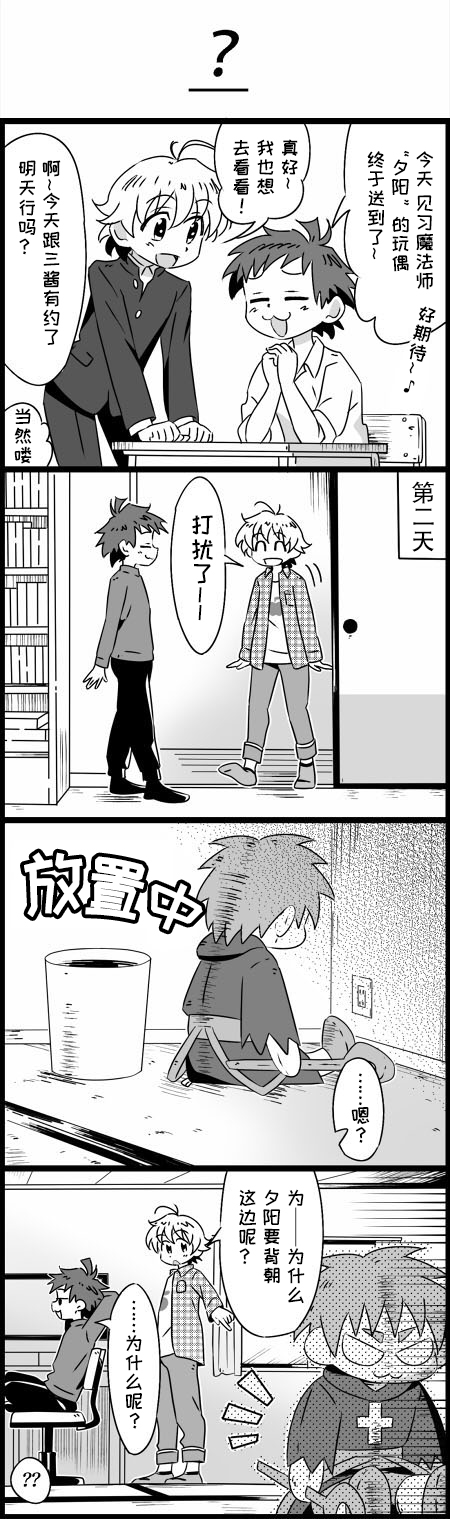 ?
今天 见习魔法师
“夕阳”的玩偶
终于送到了~
好期待~♪
真好~
我也想
去看看！
啊~今天跟三酱有约了
明天行吗？
当然喽
第二天
打扰了！——
放置中
……嗯？
为——为什么
夕阳要背朝
这边呢？
……为什么呢？
??